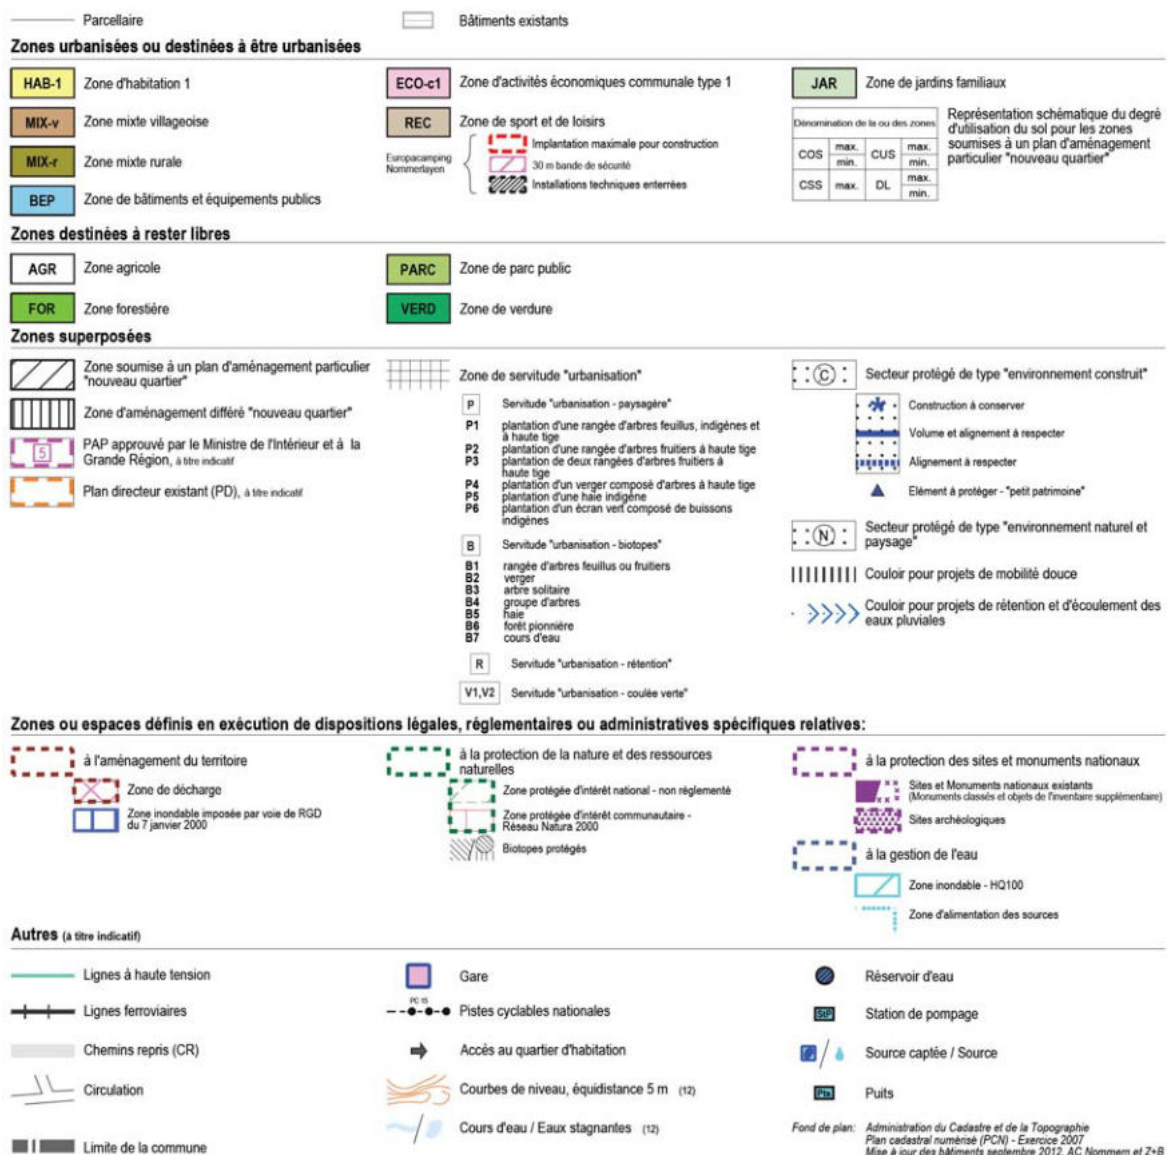 Parcellaire
Bâtiments existants
Zones urbanisées ou destinées à être urbanisées
HAB-1 Zone d'habitation 1
MIX-v Zone mixte villageoise
MIX-r Zone mixte rurale
BEP Zone de bâtiments et équipements publics
ECO-c1 Zone d'activités économiques communale type 1
REC Zone de sport et de loisirs
Europacamping
Nommerlayen
Implantation maximale pour construction
30 m bande de sécurité
Installations techniques enterrées
JAR Zone de jardins familiaux
Dénomination de la ou des zones
COS max. CUS max.
min. min.
CSS max. DL max.
min.
Représentation schématique du degré
d'utilisation du sol pour les zones
soumises à un plan d'aménagement
particulier "nouveau quartier"
Zones destinées à rester libres
AGR Zone agricole
FOR Zone forestière
PARC Zone de parc public
VERD Zone de verdure
Zones superposées
Zone soumise à un plan d'aménagement particulier
"nouveau quartier"
Zone d'aménagement différé "nouveau quartier"
5 PAP approuvé par le Ministre de l'Intérieur et à la
Grande Région, à titre indicatif
Plan directeur existant (PD), à titre indicatif
Zone de servitude "urbanisation"
P Servitude "urbanisation - paysagère"
P1 plantation d'une rangée d'arbres feuillus, indigènes et
à haute tige
P2 plantation d'une rangée d'arbres fruitiers à haute tige
P3 plantation de deux rangées d'arbres fruitiers à
haute tige
P4 plantation d'un verger composé d'arbres à haute tige
P5 plantation d'une haie indigène
P6 plantation d'un écran vert composé de buissons
indigènes
B Servitude "urbanisation - biotopes"
B1 rangée d'arbres feuillus ou fruitiers
B2 verger
B3 arbre solitaire
B4 groupe d'arbres
B5 haie
B6 forêt pionnière
B7 cours d'eau
R Servitude "urbanisation - rétention"
V1,V2 Servitude "urbanisation - coulée verte"
C Secteur protégé de type "environnement construit"
Construction à conserver
Volume et alignement à respecter
Alignement à respecter
Elément à protéger - "petit patrimoine"
N Secteur protégé de type "environnement naturel et
paysage"
Couloir pour projets de mobilité douce
Couloir pour projets de rétention et d'écoulement des
eaux pluviales
Zones ou espaces définis en exécution de dispositions légales, réglementaires ou administratives spécifiques relatives:
à l'aménagement du territoire
Zone de décharge
Zone inondable imposée par voie de RGD
du 7 janvier 2000
à la protection de la nature et des ressources
naturelles
Zone protégée d'intérêt national - non réglementé
Zone protégée d'intérêt communautaire -
Réseau Natura 2000
Biotopes protégés
à la protection des sites et monuments nationaux
Sites et Monuments nationaux existants
(Monuments classés et objets de l'inventaire supplémentaire)
Sites archéologiques
à la gestion de l'eau
Zone inondable - HQ100
Zone d'alimentation des sources
Autres (à titre indicatif)
Lignes à haute tension
Lignes ferroviaires
Chemins repris (CR)
Circulation
Limite de la commune
Gare
PC 15
Pistes cyclables nationales
Accès au quartier d'habitation
Courbes de niveau, équidistance 5 m (12)
Cours d'eau / Eaux stagnantes (12)
Réservoir d'eau
StP Station de pompage
Source captée / Source
Pts Puits
Fond de plan: Administration du Cadastre et de la Topographie
Plan cadastral numérisé (PCN) - Exercice 2007
Mise à jour des bâtiments septembre 2012, AC Nommern et Z+B